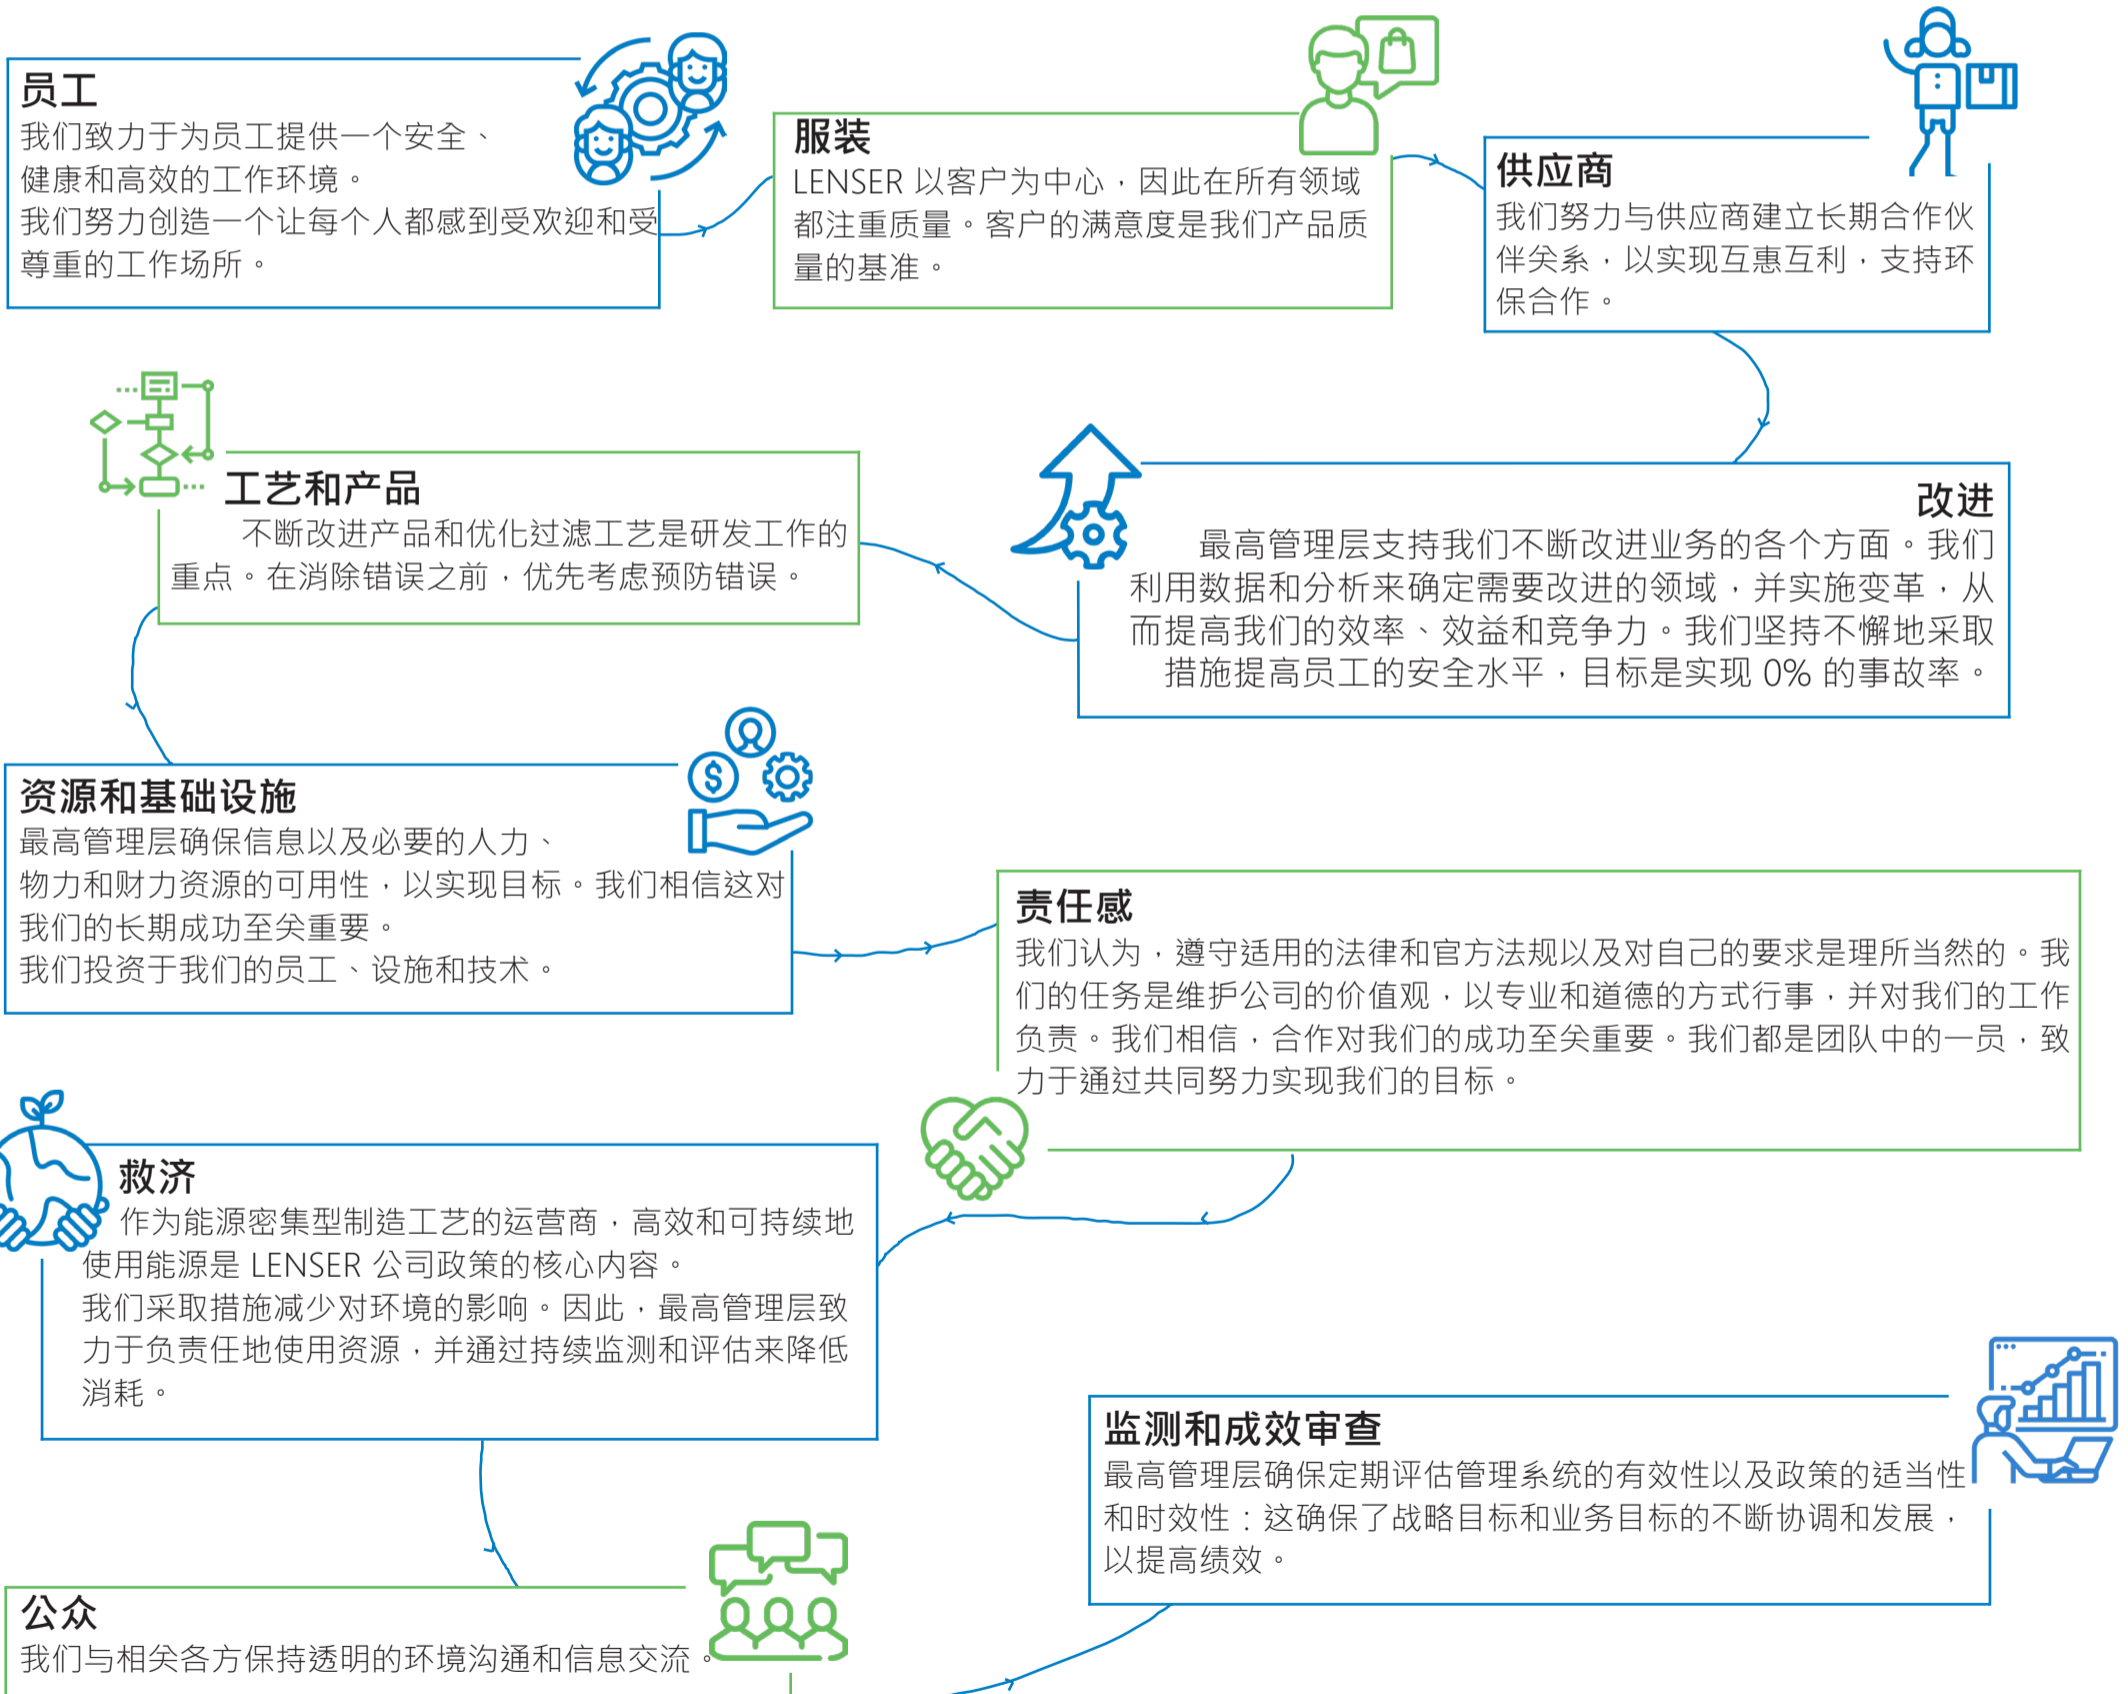 员工
我们致力于为员工提供一个安全、
健康和高效的工作环境。
我们努力创造一个让每个人都感到受欢迎和受
尊重的工作场所。
服装
LENSER 以客户为中心，因此在所有领域
都注重质量。客户的满意度是我们产品质
量的基准。
供应商
我们努力与供应商建立长期合作伙
伴关系，以实现互惠互利，支持环
保合作。
改进
最高管理层支持我们不断改进业务的各个方面。我们
利用数据和分析来确定需要改进的领域，并实施变革，从
而提高我们的效率、效益和竞争力。我们坚持不懈地采取
措施提高员工的安全水平，目标是实现 0% 的事故率。
工艺和产品
不断改进产品和优化过滤工艺是研发工作的
重点。在消除错误之前，优先考虑预防错误。
资源和基础设施
最高管理层确保信息以及必要的人力、
物力和财力资源的可用性，以实现目标。我们相信这对
我们的长期成功至关重要。
我们投资于我们的员工、设施和技术。
责任感
我们认为，遵守适用的法律和官方法规以及对自己的要求是理所当然的。我
们的任务是维护公司的价值观，以专业和道德的方式行事，并对我们的工作
负责。我们相信，合作对我们的成功至关重要。我们都是团队中的一员，致
力于通过共同努力实现我们的目标。
救济
作为能源密集型制造工艺的运营商，高效和可持续地
使用能源是 LENSER 公司政策的核心内容。
我们采取措施减少对环境的影响。因此，最高管理层致
力于负责任地使用资源，并通过持续监测和评估来降低
消耗。
监测和成效审查
最高管理层确保定期评估管理系统的有效性以及政策的适当性
和时效性：这确保了战略目标和业务目标的不断协调和发展，
以提高绩效。
公众
我们与相关各方保持透明的环境沟通和信息交流。